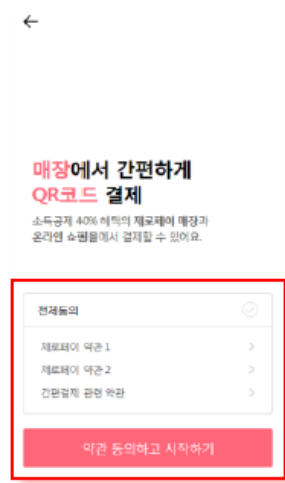 매장에서 간편하게
QR코드 결제
소득공제 40% 혜택의 제로페이 매장과
온라인 쇼핑몰에서 결제할 수 있어요.
전체동의
제로페이 약관 1
제로페이 약관 2
간편결제 관련 약관
약관 동의하고 시작하기